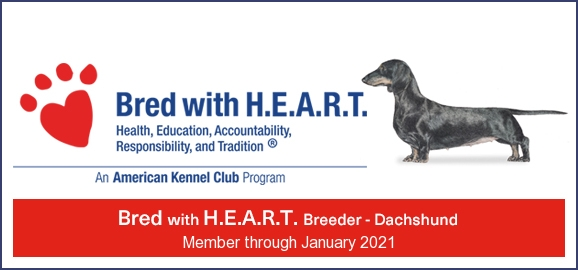 Bred with H.E.A.R.T.
Health, Education, Accountability,
Responsibility, and Tradition ®
An American Kennel Club Program
Bred with H.E.A.R.T. Breeder - Dachshund
Member through January 2021